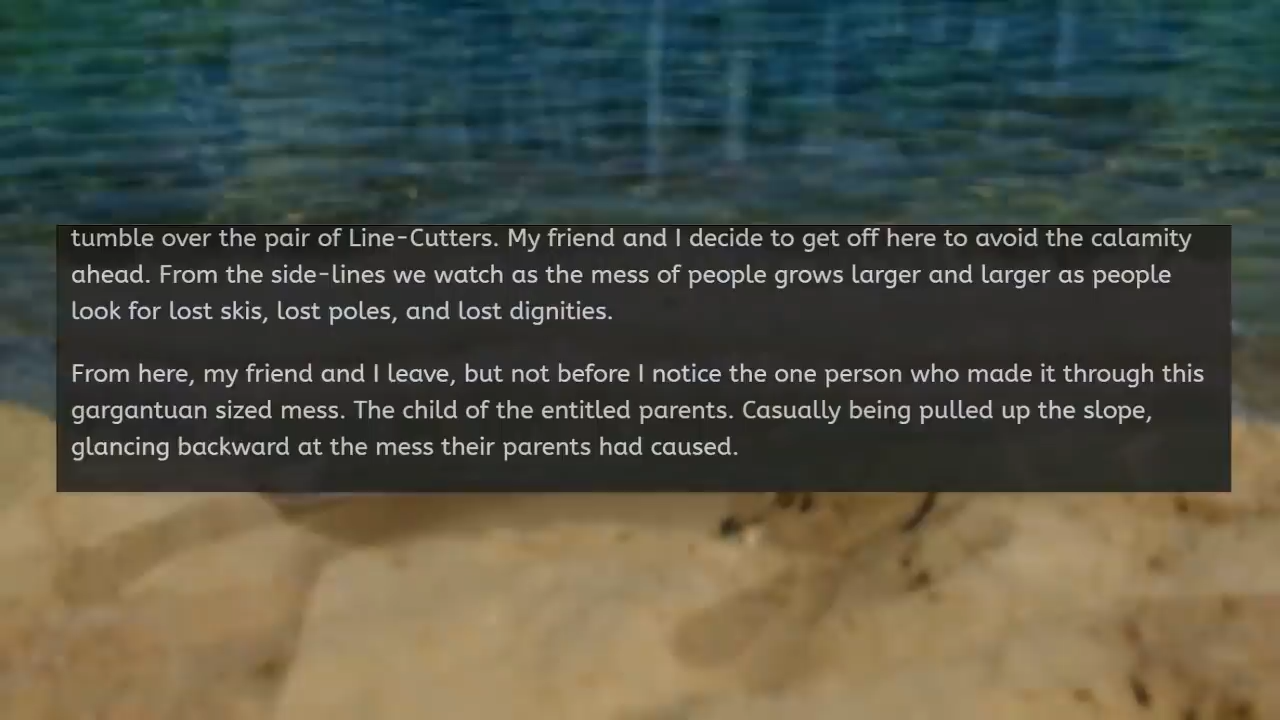 tumble over the pair of Line-Cutters. My friend and I decide to get off here to avoid the calamity
ahead. From the side-lines we watch as the mess of people grows larger and larger as people
look for lost skis, lost poles, and lost dignities.
From here, my friend and I leave, but not before I notice the one person who made it through this
gargantuan sized mess. The child of the entitled parents. Casually being pulled up the slope,
glancing backward at the mess their parents had caused.